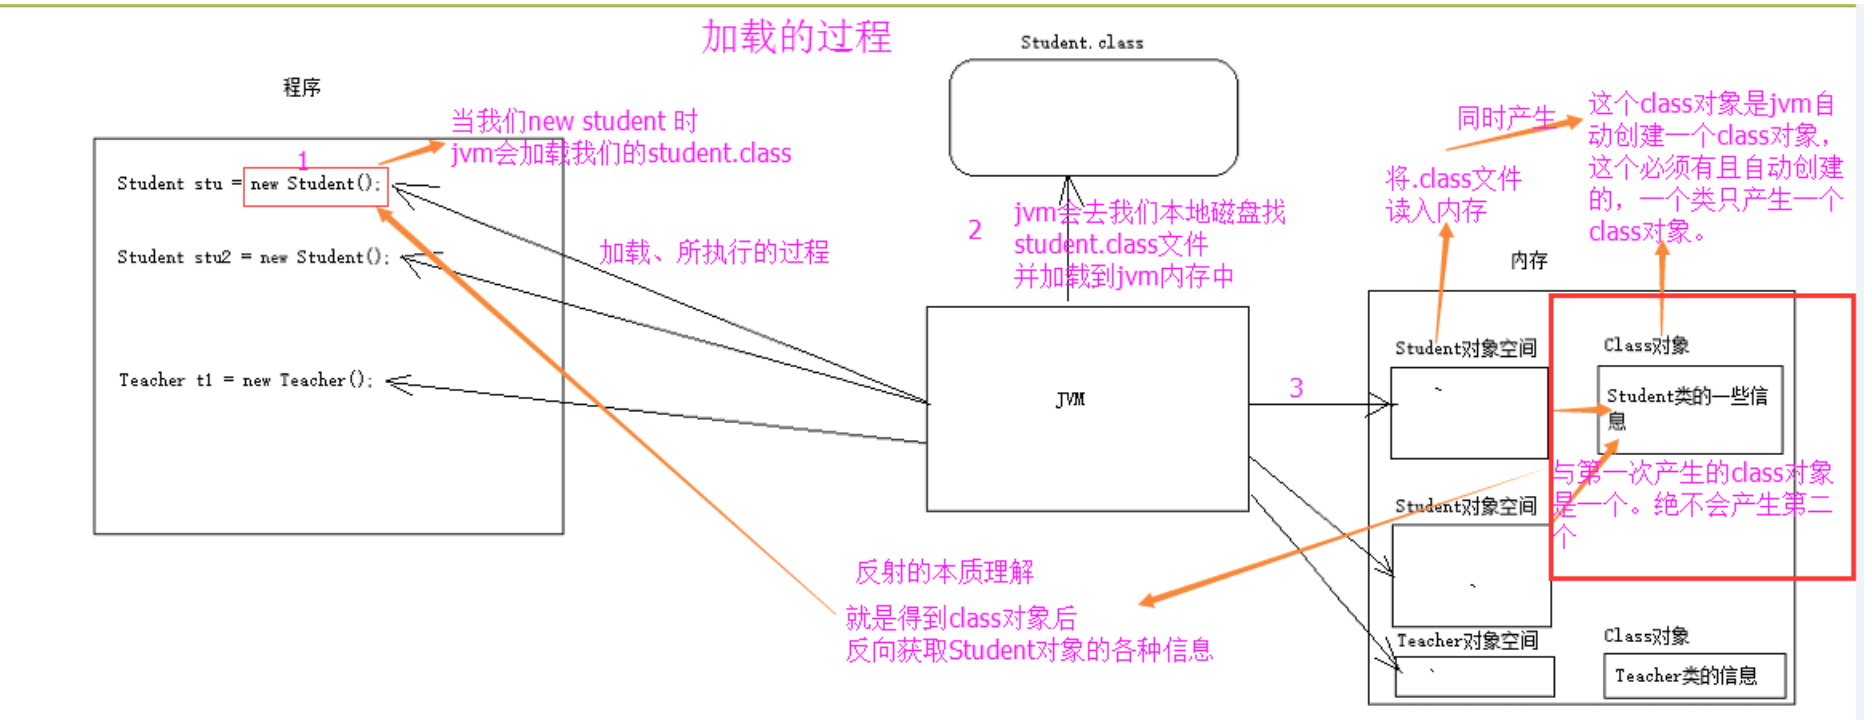 加载的过程
Student.class
程序
当我们new student 时
jvm会加载我们的student.class
1
Student stu = new Student();
Student stu2 = new Student();
Teacher t1 = new Teacher();
加载、所执行的过程
2
jvm会去我们本地磁盘找
student.class文件
并加载到jvm内存中
JVM
3
同时产生
将.class文件
读入内存
这个class对象是jvm自
动创建一个class对象，
这个必须有且自动创建
的，一个类只产生一个
class对象。
内存
Student对象空间
Class对象
Student类的一些信
息
与第一次产生的class对象
是一个。绝不会产生第二
个
Student对象空间
Teacher对象空间
Class对象
Teacher类的信息
反射的本质理解
就是得到class对象后
反向获取Student对象的各种信息